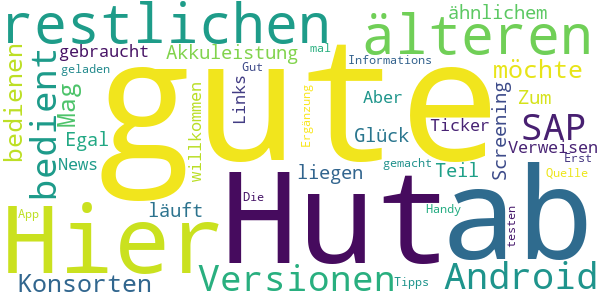 restlichen
älteren
ähnlichem
gebraucht
Akkuleistung
mal
Gut
Informations
geladen
bedienen
bedient
Mag
gute
möchte
Links
Aber
Zum
Egal
willkommen
Ergänzung
Glück
Ticker
Screening
SAP
Verweisen
News
liegen
gemacht
Teil
Erst
Quelle
Hier
Hut
ab
Die
läuft
App
Handy
testen
Konsorten
Versionen
Tipps
Android